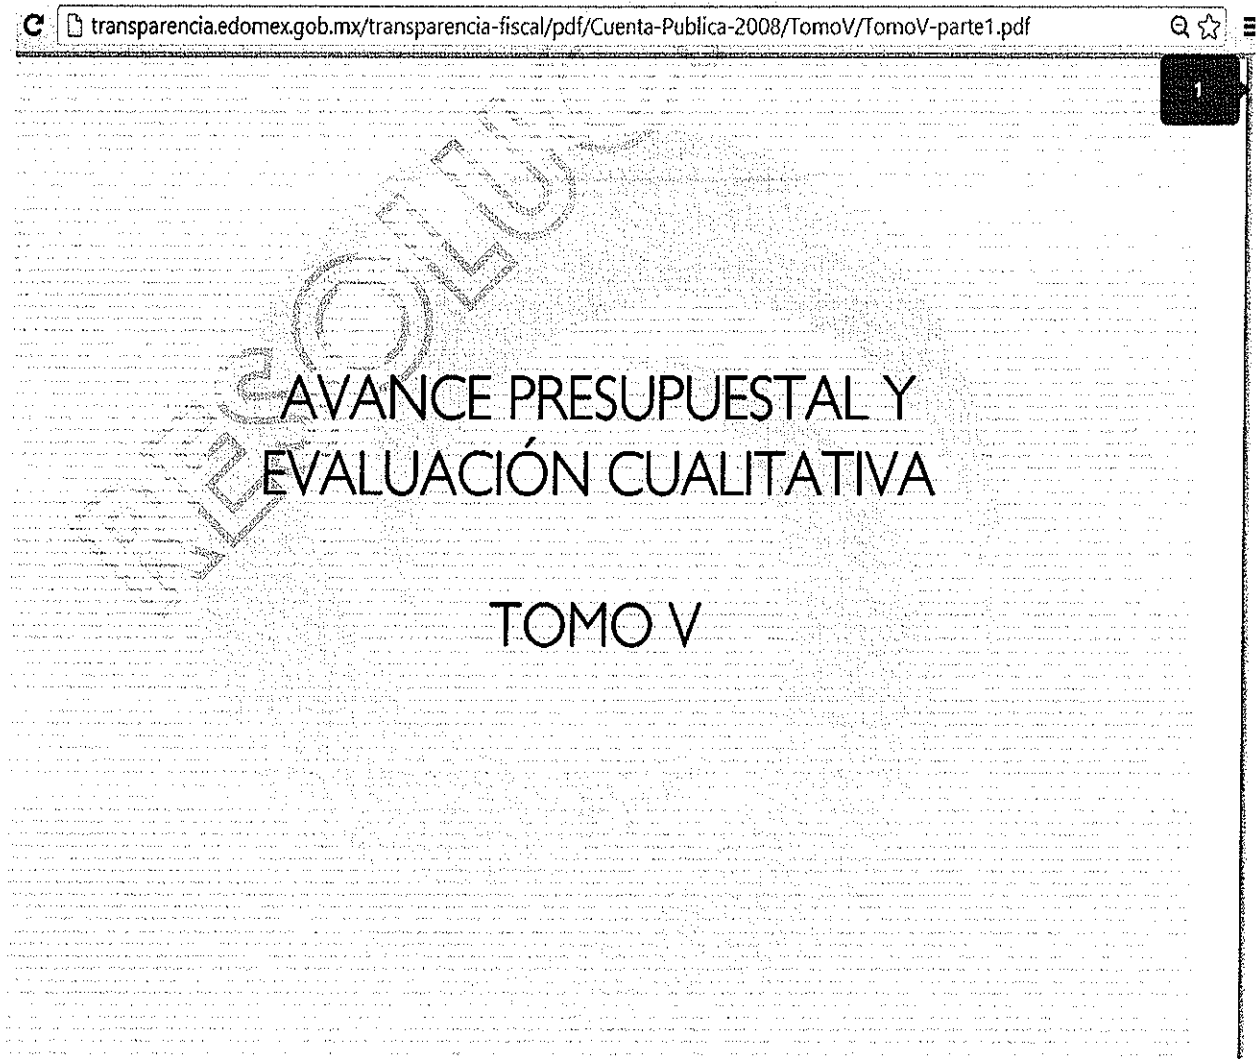 transparencia.edomex.gob.mx/transparencia-fiscal/pdf/Cuenta-Publica-2008/TomoV/TomoV-parte1.pdf
1
RESOLU
AVANCE PRESUPUESTAL Y
EVALUACIÓN CUALITATIVA
TOMO V